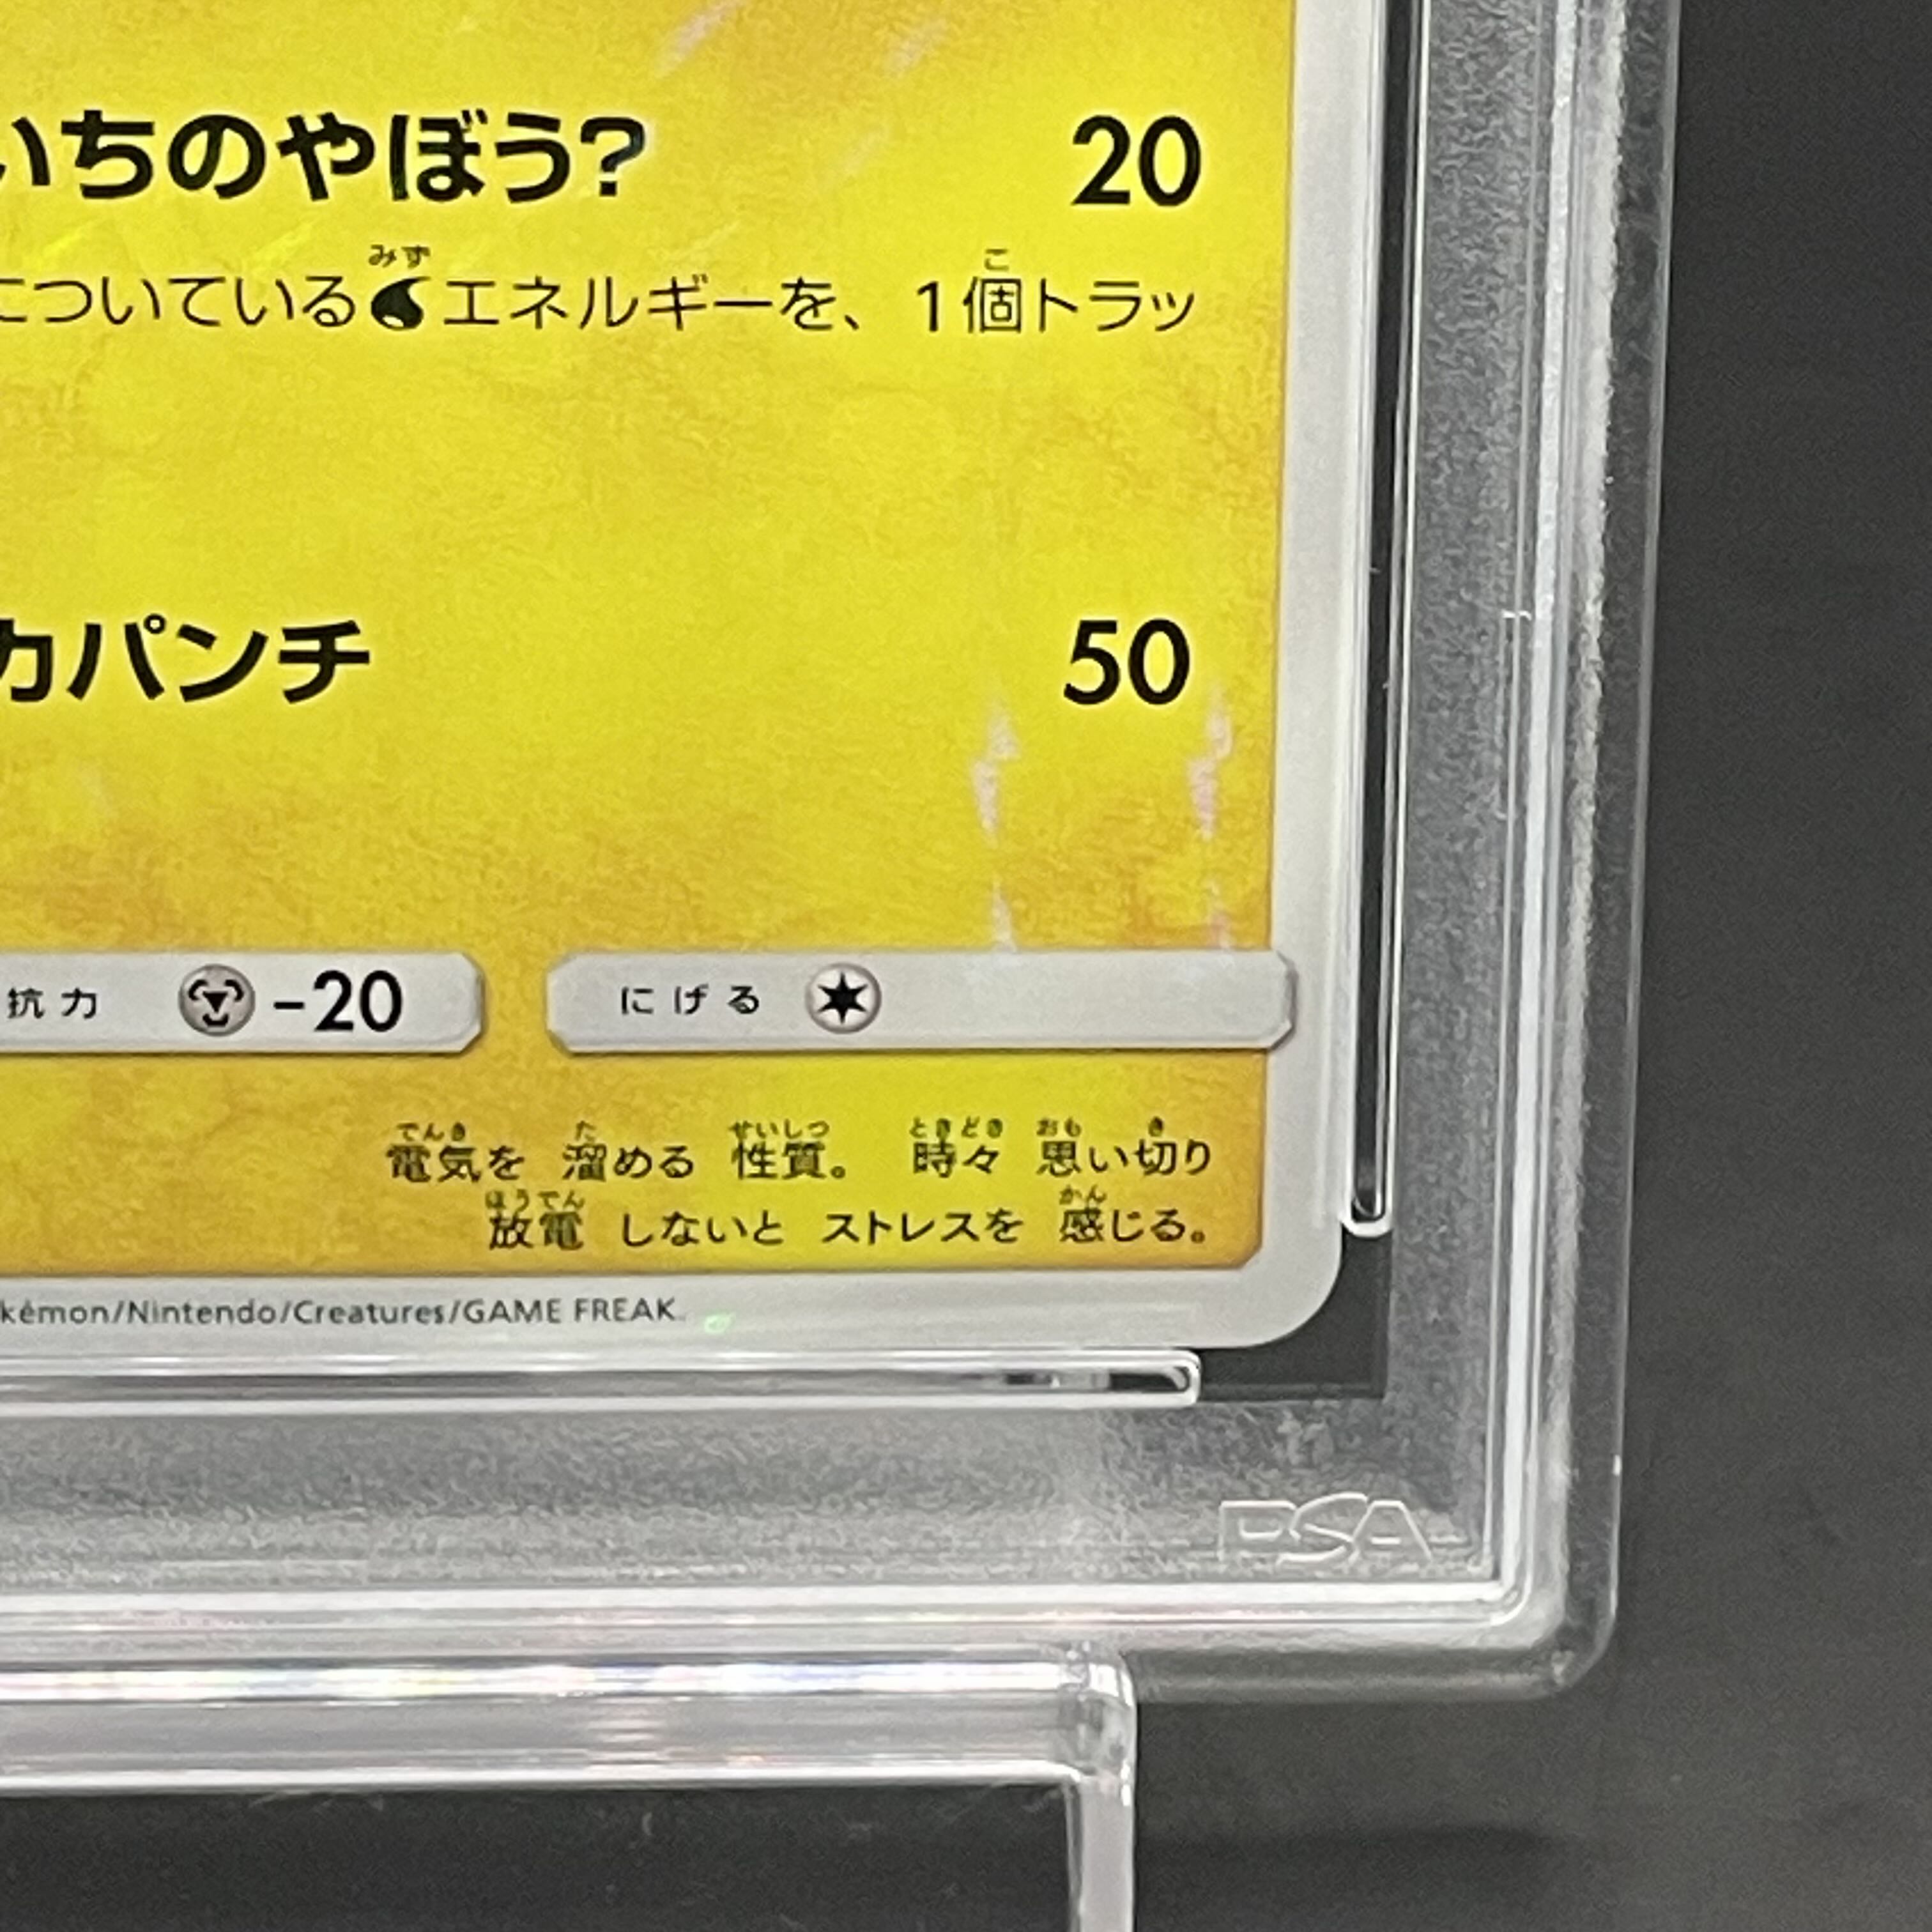 いちのやぼう? 20
みず こ
についているエネルギーを、1個トラッ
カパンチ 50
抗力 -20 にげる
でんき た せいしつ ときどき おも き
電気を 溜める 性質。 時々 思い切り
ほうでん かん
放電 しないと ストレスを 感じる。
kémon/Nintendo/Creatures/GAME FREAK.
PSA